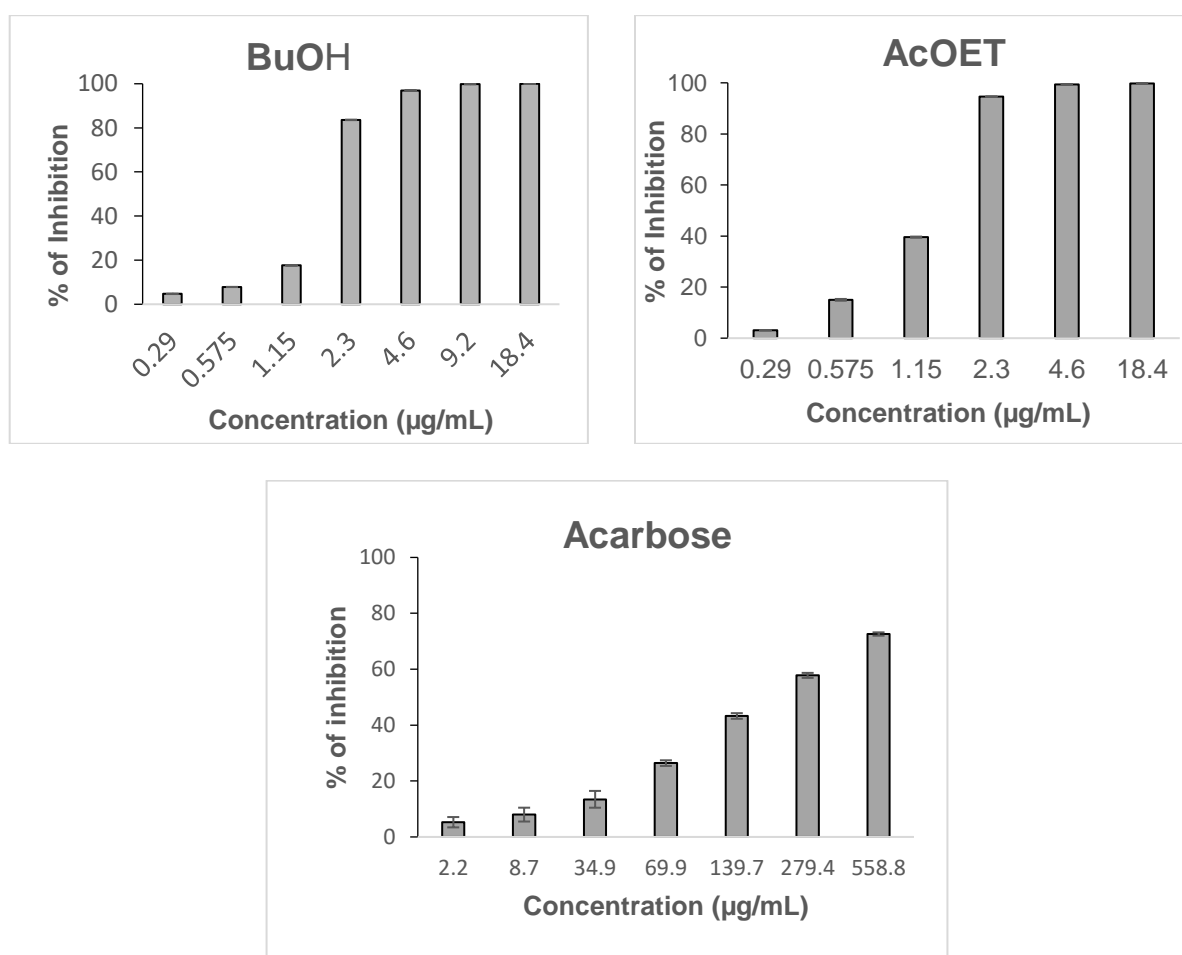 BuOH
% of Inhibition
100
80
60
40
20
0
0.29 0.575 1.15 2.3 4.6 9.2 18.4
Concentration (µg/mL)
AcOET
% of Inhibition
100
80
60
40
20
0
0.29 0.575 1.15 2.3 4.6 18.4
Concentration (µg/mL)
Acarbose
% of inhibition
100
80
60
40
20
0
2.2 8.7 34.9 69.9 139.7 279.4 558.8
Concentration (µg/mL)